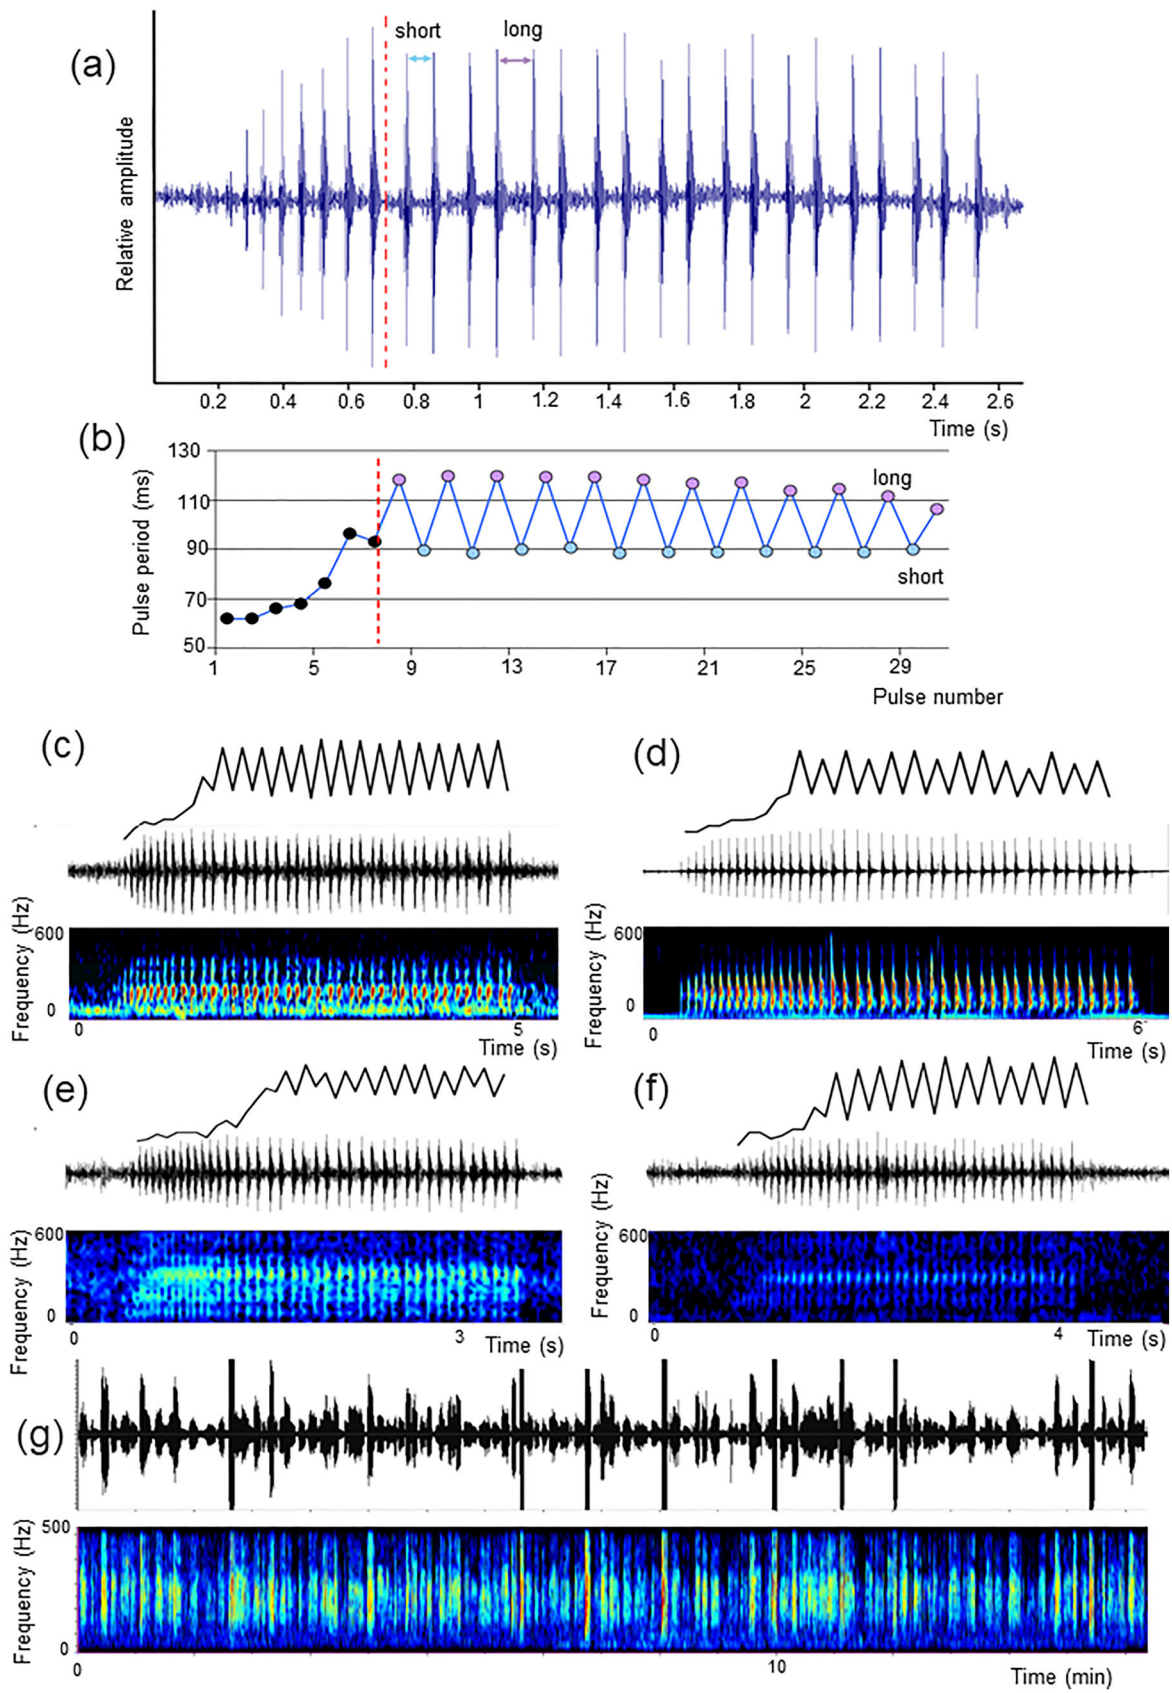 (a)
short
long
Relative amplitude
0.2 0.4 0.6 0.8 1 1.2 1.4 1.6 1.8 2 2.2 2.4 2.6
Time (s)
(b)
Pulse period (ms)
130
110
90
70
50
long
short
1 5 9 13 17 21 25 29
Pulse number
(c)
Frequency (Hz)
600
0
0 5
Time (s)
(d)
Frequency (Hz)
600
0
0 6
Time (s)
(e)
Frequency (Hz)
600
0
0 3
Time (s)
(f)
Frequency (Hz)
600
0
0 4
Time (s)
(g)
Frequency (Hz)
500
0
0 10
Time (min)